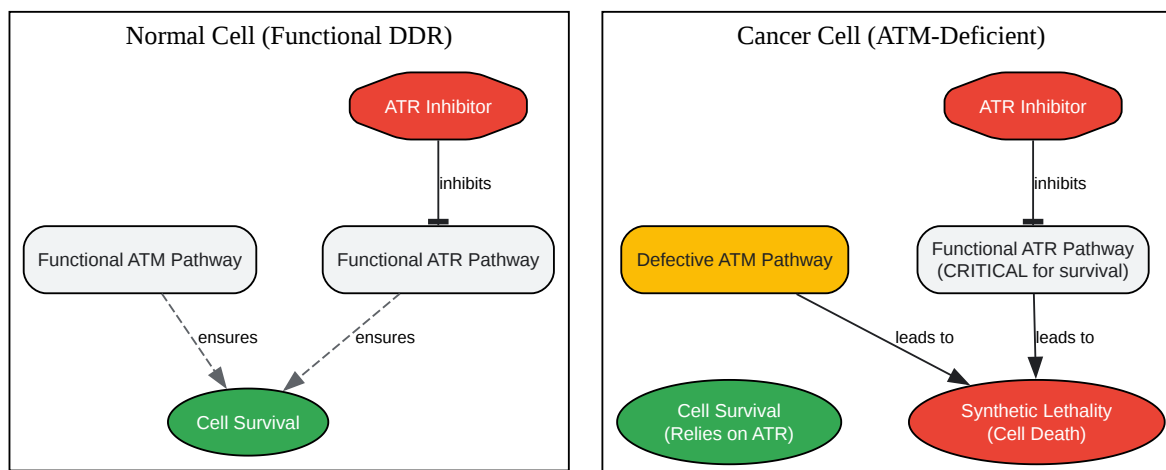 Normal Cell (Functional DDR)
ATR Inhibitor
inhibits
Functional ATM Pathway
Functional ATR Pathway
ensures
ensures
Cell Survival
Cancer Cell (ATM-Deficient)
ATR Inhibitor
inhibits
Defective ATM Pathway
Functional ATR Pathway
(CRITICAL for survival)
leads to
leads to
Cell Survival
(Relies on ATR)
Synthetic Lethality
(Cell Death)